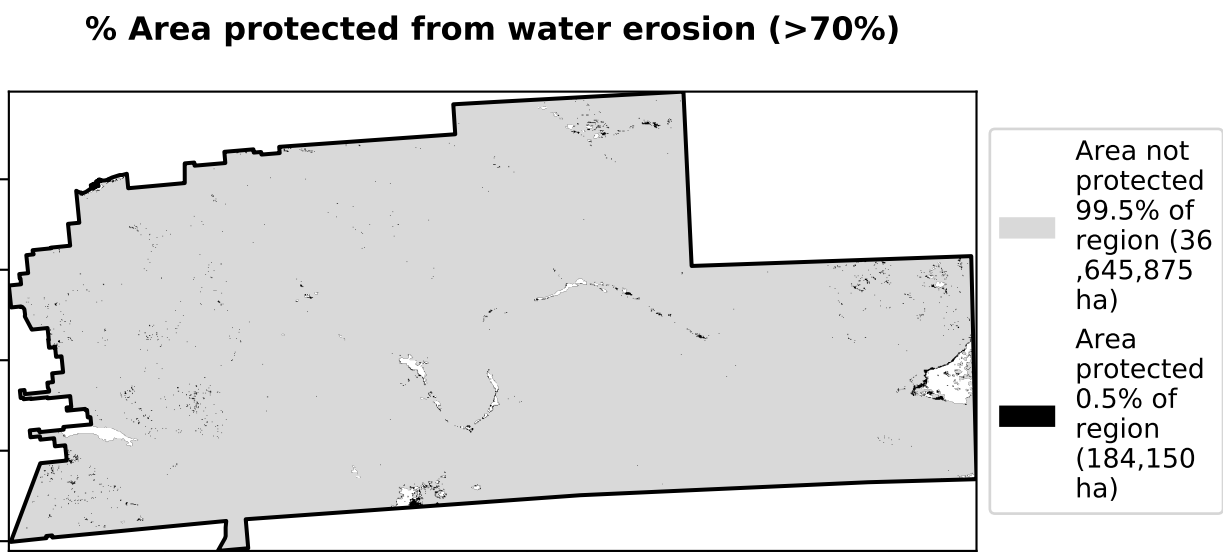 % Area protected from water erosion (>70%)
Area not
protected
99.5% of
region (36
,645,875
ha)
Area
protected
0.5% of
region
(184,150
ha)